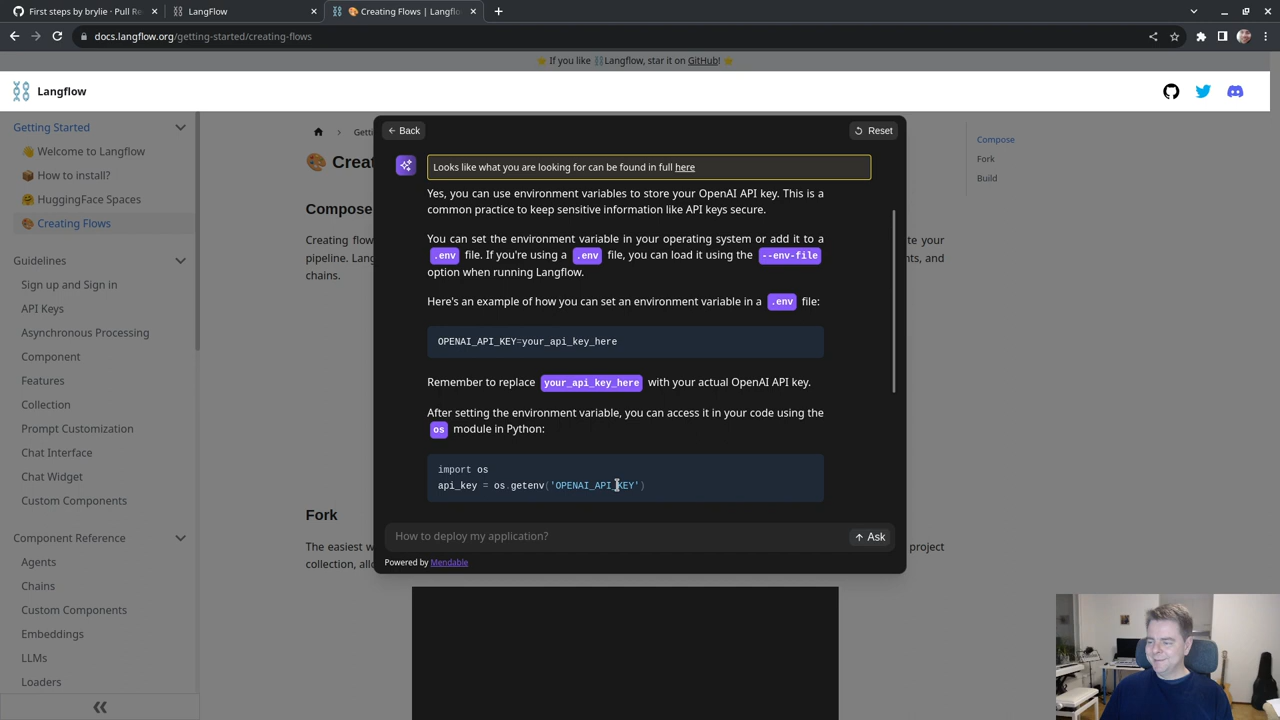 First steps by brylie · Pull Re
LangFlow
🎨 Creating Flows | Langflo
docs.langflow.org/getting-started/creating-flows
⭐ If you like ⛓️Langflow, star it on GitHub! ⭐
Langflow
Getting Started
👋 Welcome to Langflow
📦 How to install?
🤗 HuggingFace Spaces
🎨 Creating Flows
Guidelines
Sign up and Sign in
API Keys
Asynchronous Processing
Component
Features
Collection
Prompt Customization
Chat Interface
Chat Widget
Custom Components
Component Reference
Agents
Chains
Custom Components
Embeddings
LLMs
Loaders
Getti
🎨 Crea
Compose
Creating flow
pipeline. Lang
chains.
te your
ents, and
Fork
The easiest w
collection, allo
project
← Back
Reset
Looks like what you are looking for can be found in full here
Yes, you can use environment variables to store your OpenAI API key. This is a
common practice to keep sensitive information like API keys secure.
You can set the environment variable in your operating system or add it to a
.env file. If you're using a .env file, you can load it using the --env-file
option when running Langflow.
Here's an example of how you can set an environment variable in a .env file:
OPENAI_API_KEY=your_api_key_here
Remember to replace your_api_key_here with your actual OpenAI API key.
After setting the environment variable, you can access it in your code using the
os module in Python:
import os
api_key = os.getenv('OPENAI_API_KEY')
How to deploy my application?
↑ Ask
Powered by Mendable
Compose
Fork
Build